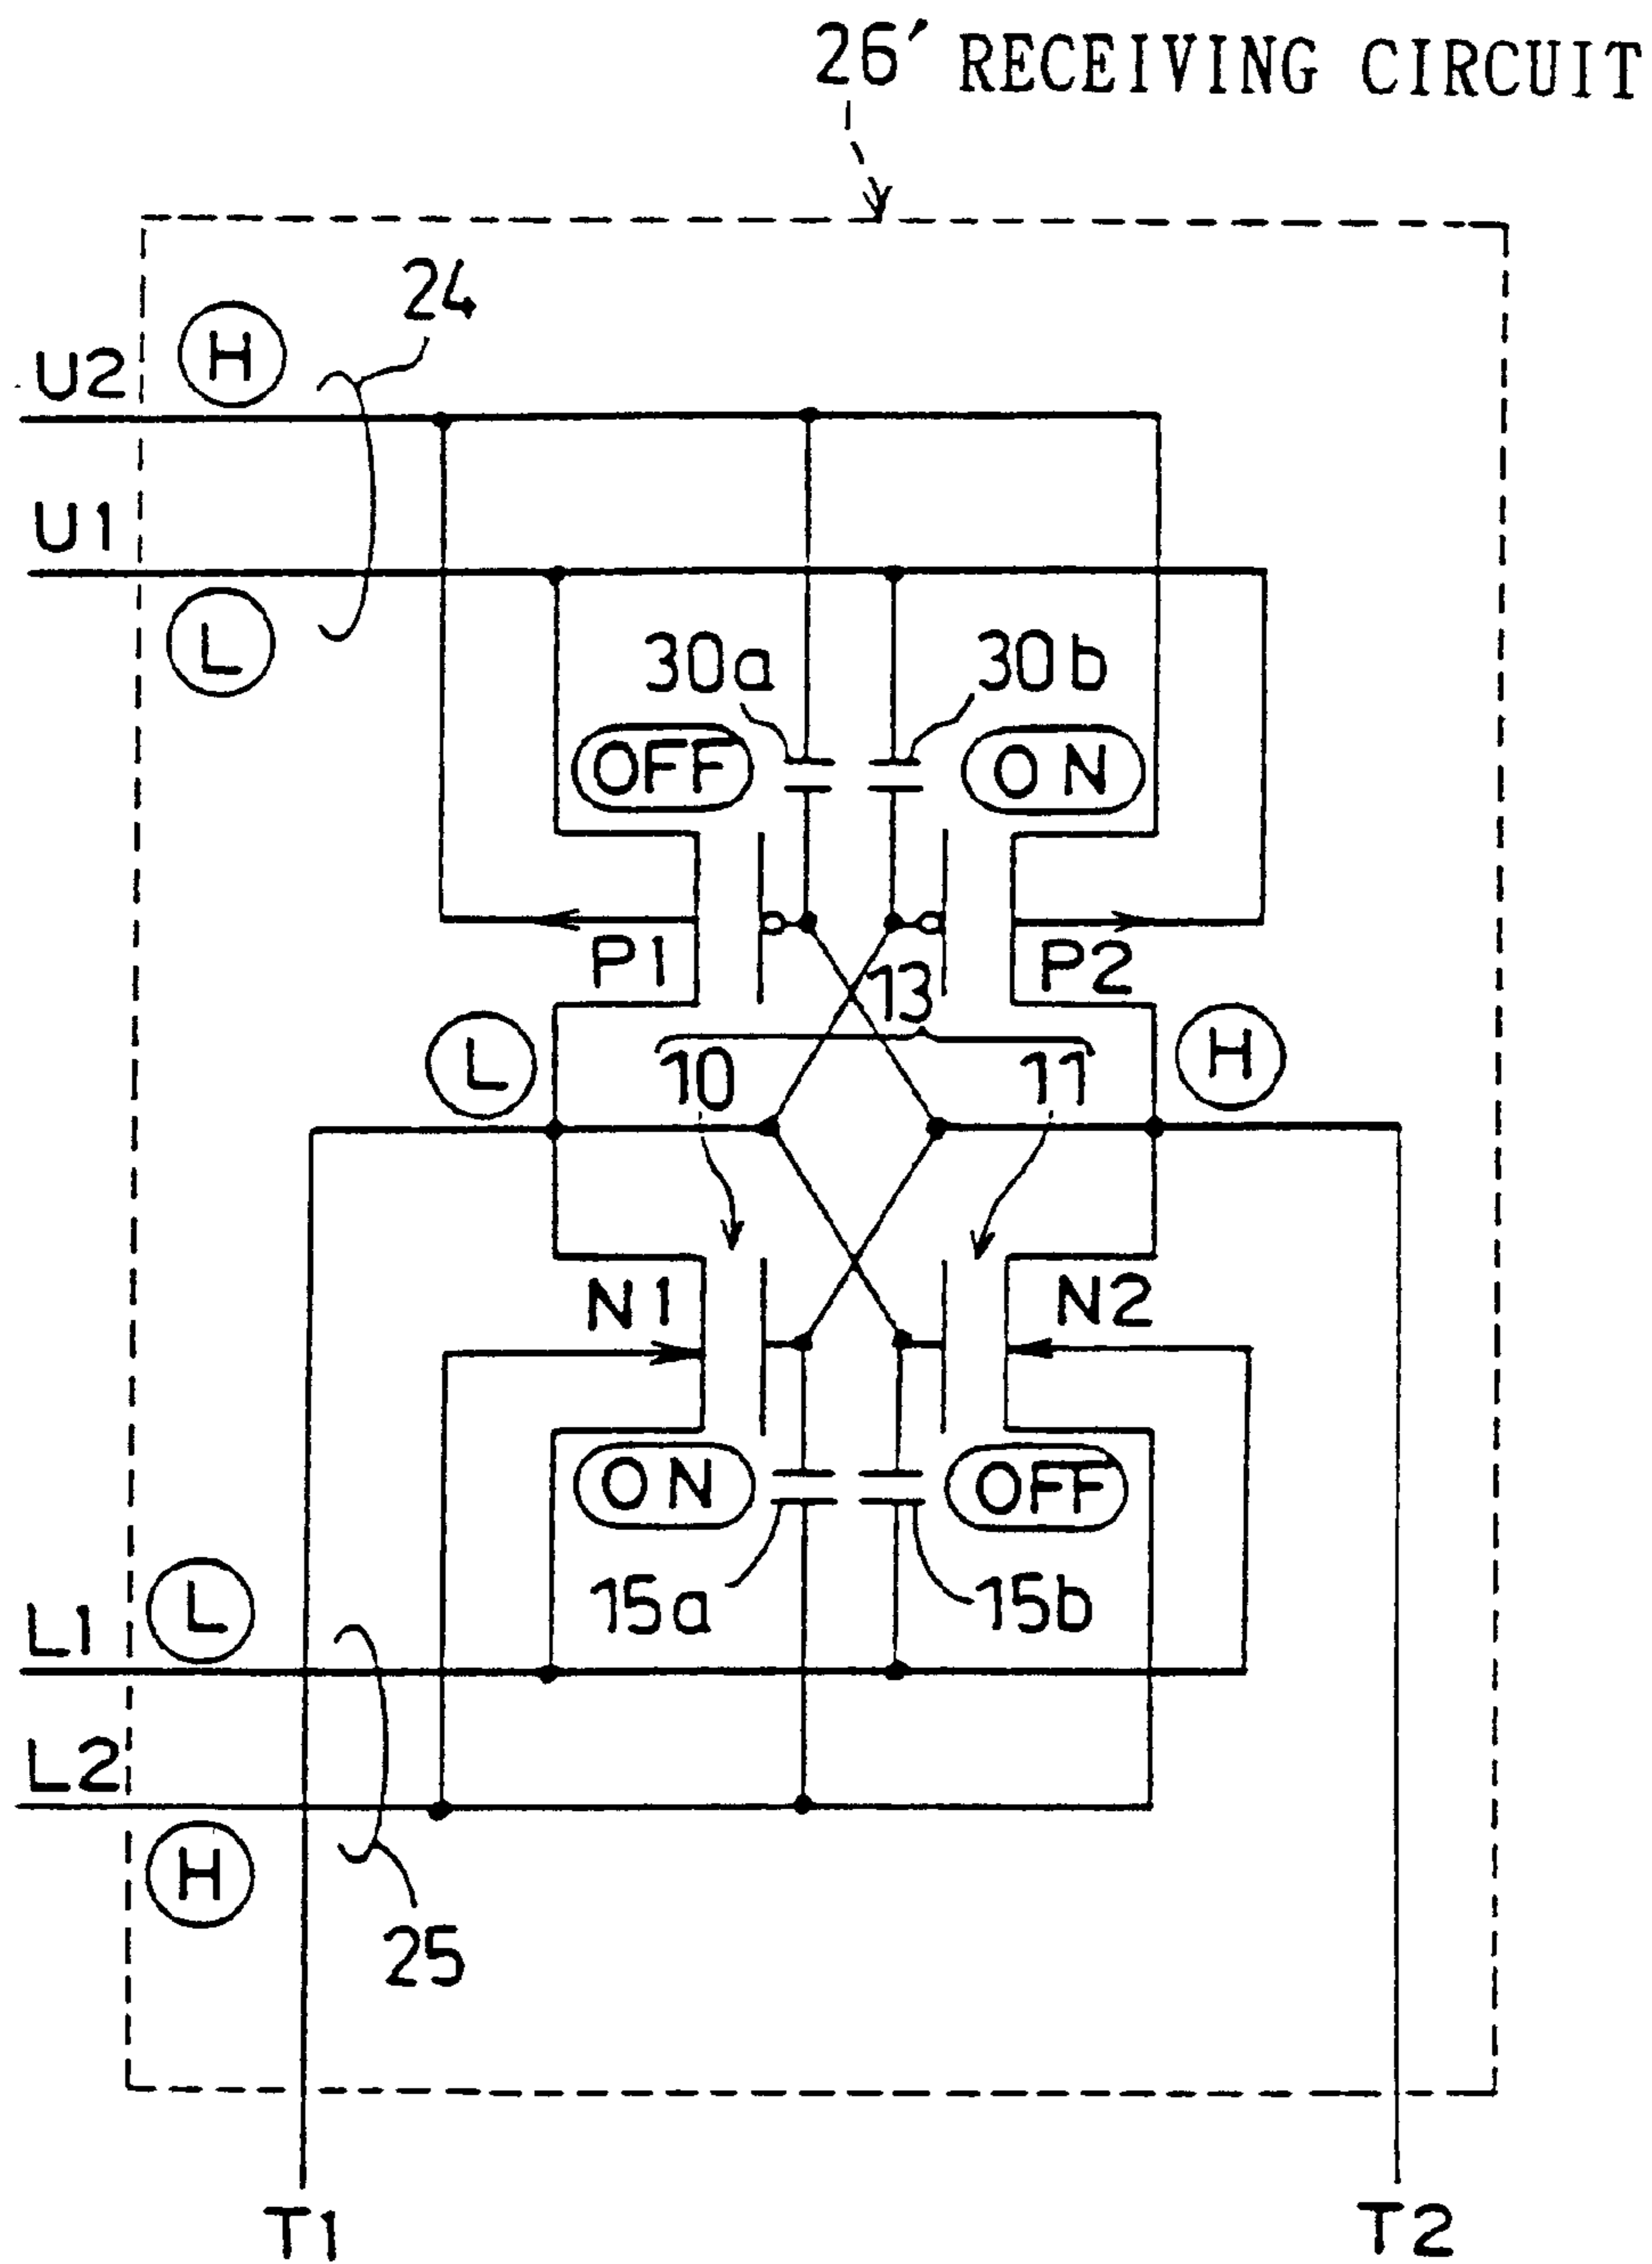 26′ RECEIVING CIRCUIT
24
U2 H
U1
L
30a 30b
OFF ON
P1 P2
13
L H
10 11
N1 N2
ON OFF
15a 15b
L1 L
L2
H
25
T1 T2